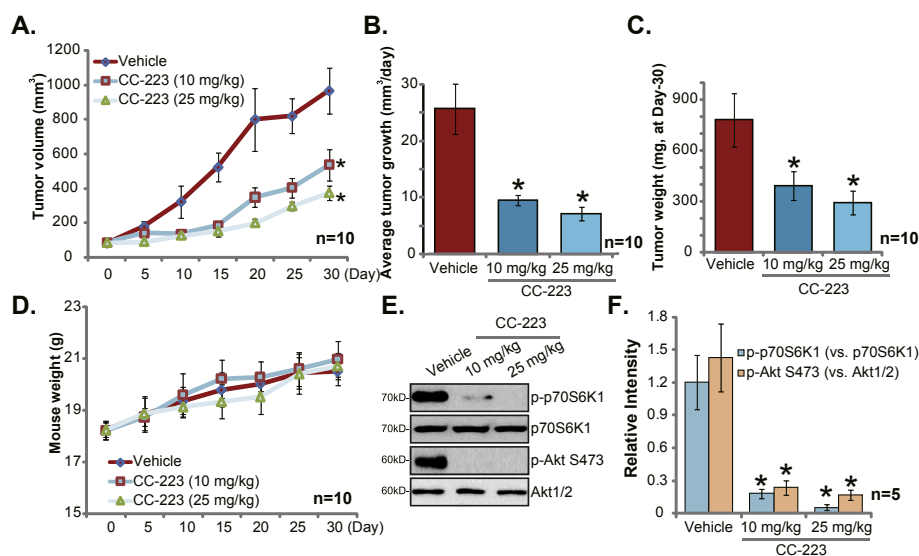 A.
Tumor volume (mm³)
1200
1000
800
600
400
200
0
Vehicle
CC-223 (10 mg/kg)
CC-223 (25 mg/kg)
*
*
n=10
0 5 10 15 20 25 30 (Day)
B.
Average tumor growth (mm³/day)
30
20
10
0
* *
n=10
Vehicle 10 mg/kg 25 mg/kg
CC-223
C.
Tumor weight (mg, at Day-30)
900
600
300
0
* *
n=10
Vehicle 10 mg/kg 25 mg/kg
CC-223
D.
Mouse weight (g)
23
21
19
17
15
Vehicle
CC-223 (10 mg/kg)
CC-223 (25 mg/kg)
n=10
0 5 10 15 20 25 30 (Day)
E.
CC-223
Vehicle 10 mg/kg 25 mg/kg
70kD- p-p70S6K1
70kD- p70S6K1
60kD- p-Akt S473
60kD- Akt1/2
F.
Relative Intensity
1.8
1.5
1.2
0.9
0.6
0.3
0
p-p70S6K1 (vs. p70S6K1)
p-Akt S473 (vs. Akt1/2)
* * * *
n=5
Vehicle 10 mg/kg 25 mg/kg
CC-223